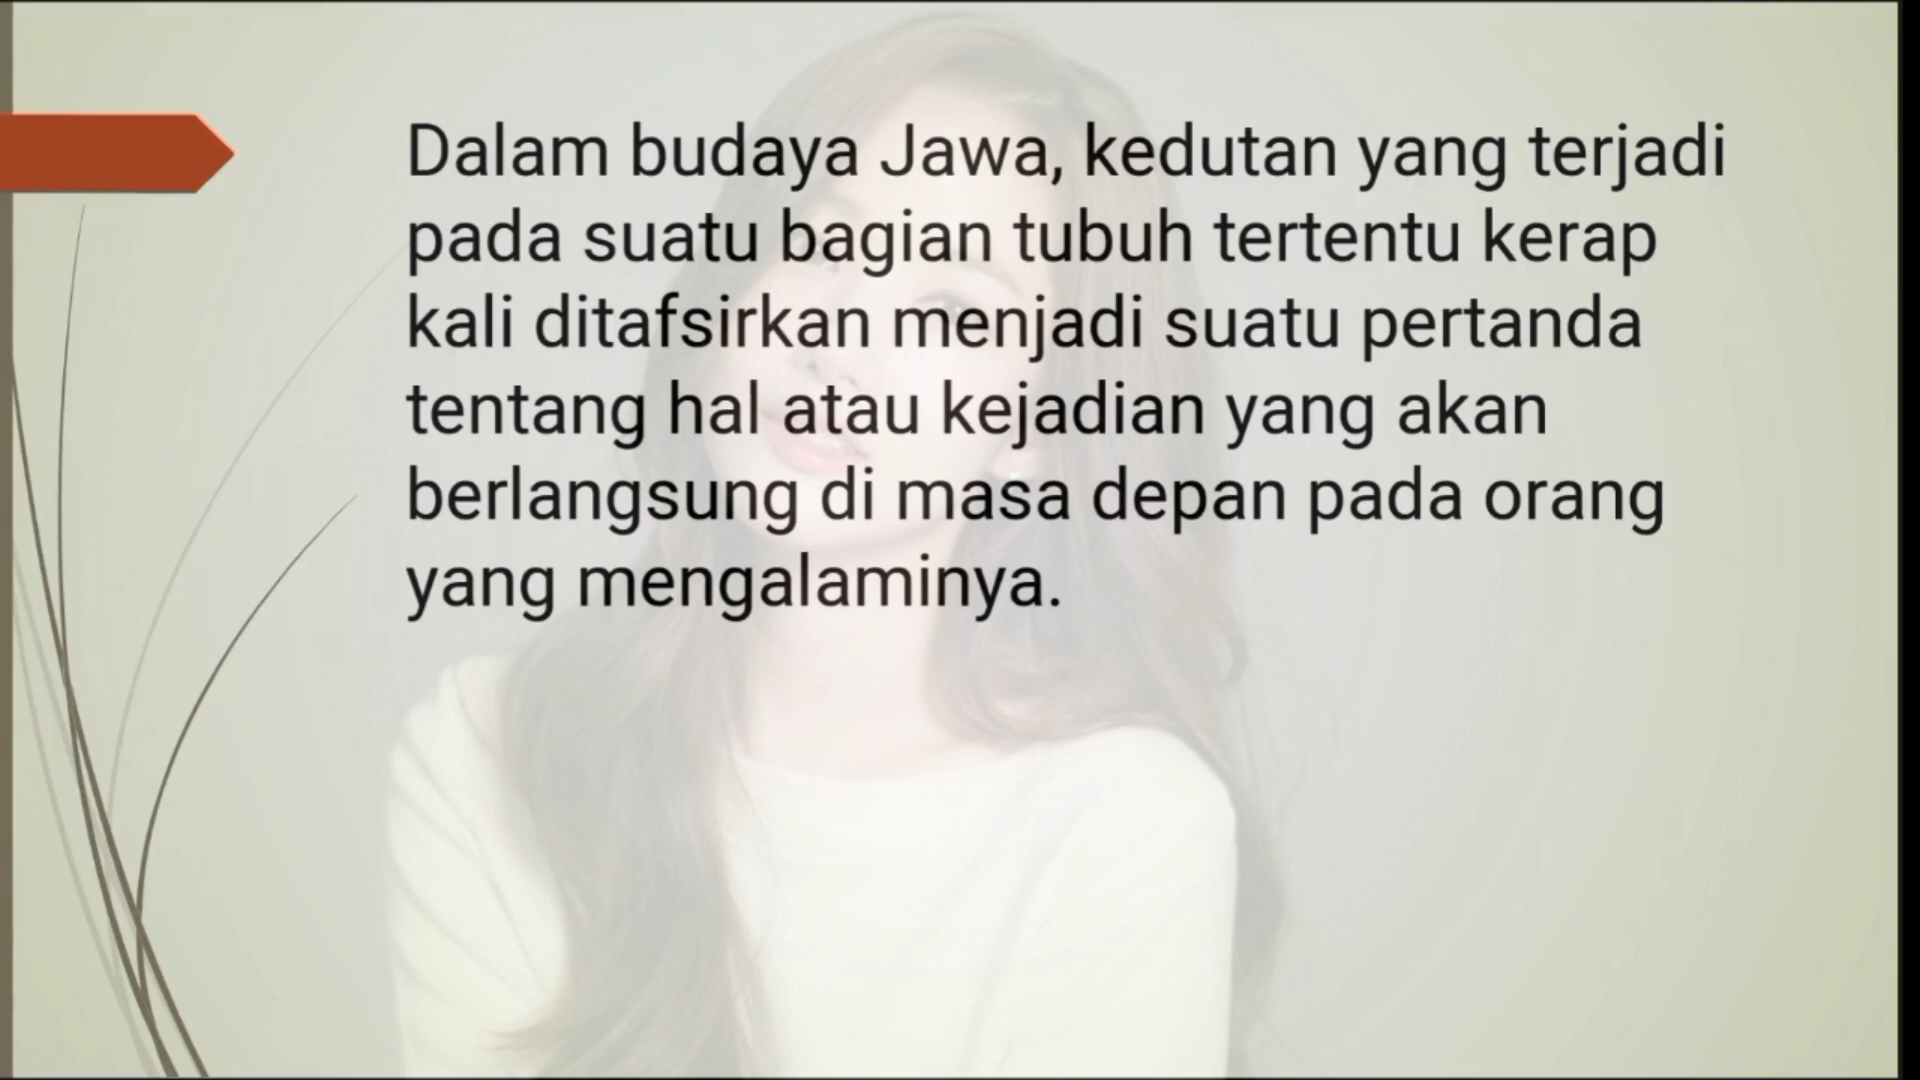 Dalam budaya Jawa, kedutan yang terjadi
pada suatu bagian tubuh tertentu kerap
kali ditafsirkan menjadi suatu pertanda
tentang hal atau kejadian yang akan
berlangsung di masa depan pada orang
yang mengalaminya.